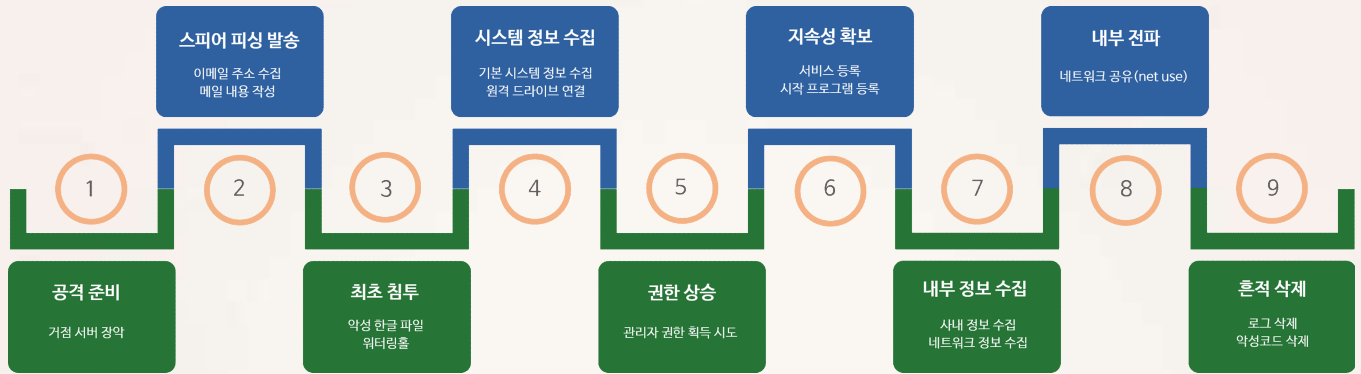 1
공격 준비
거점 서버 장악
2
스피어 피싱 발송
이메일 주소 수집
메일 내용 작성
3
최초 침투
악성 한글 파일
워터링홀
4
시스템 정보 수집
기본 시스템 정보 수집
원격 드라이브 연결
5
권한 상승
관리자 권한 획득 시도
6
지속성 확보
서비스 등록
시작 프로그램 등록
7
내부 정보 수집
사내 정보 수집
네트워크 정보 수집
8
내부 전파
네트워크 공유(net use)
9
흔적 삭제
로그 삭제
악성코드 삭제